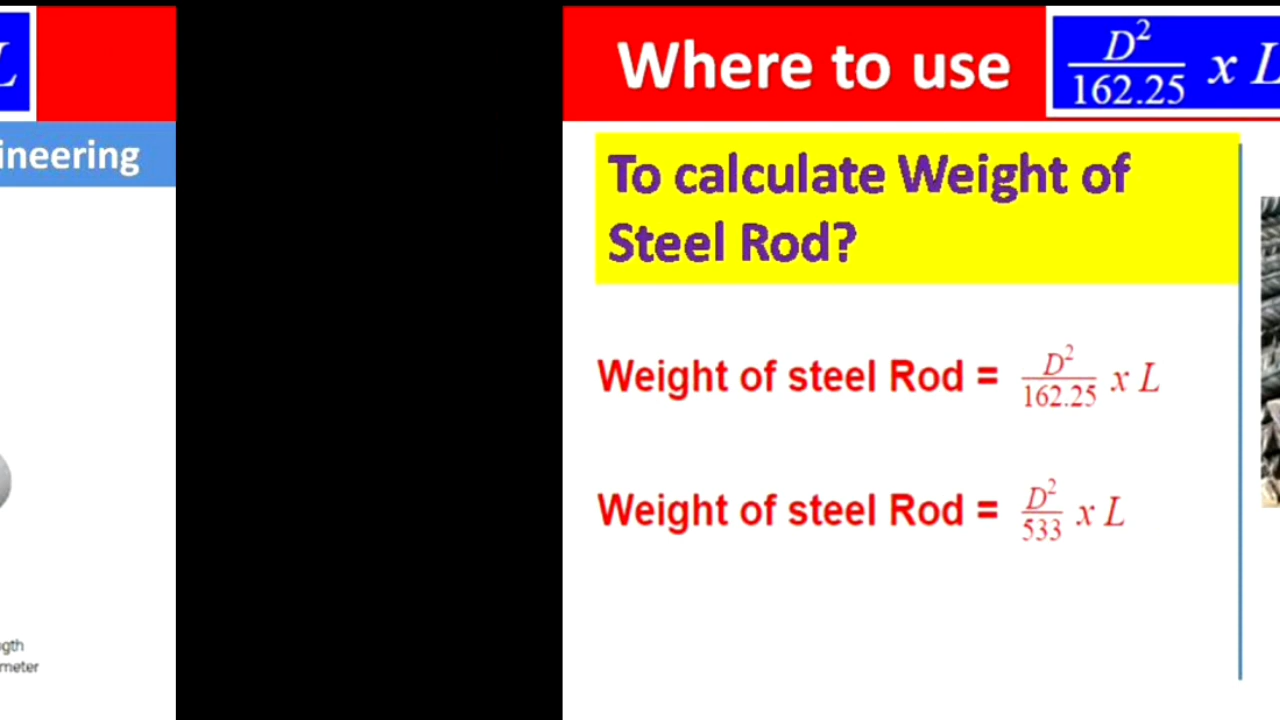 L
ineering
gth
meter
Where to use D²/162.25 x L
To calculate Weight of
Steel Rod?
Weight of steel Rod = D²/162.25 x L
Weight of steel Rod = D²/533 x L